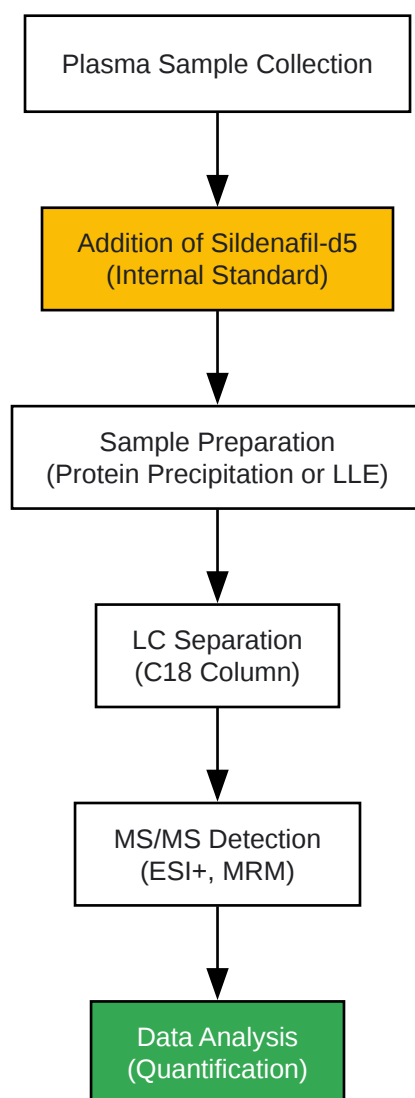 Plasma Sample Collection
Addition of Sildenafil-d5
(Internal Standard)
Sample Preparation
(Protein Precipitation or LLE)
LC Separation
(C18 Column)
MS/MS Detection
(ESI+, MRM)
Data Analysis
(Quantification)